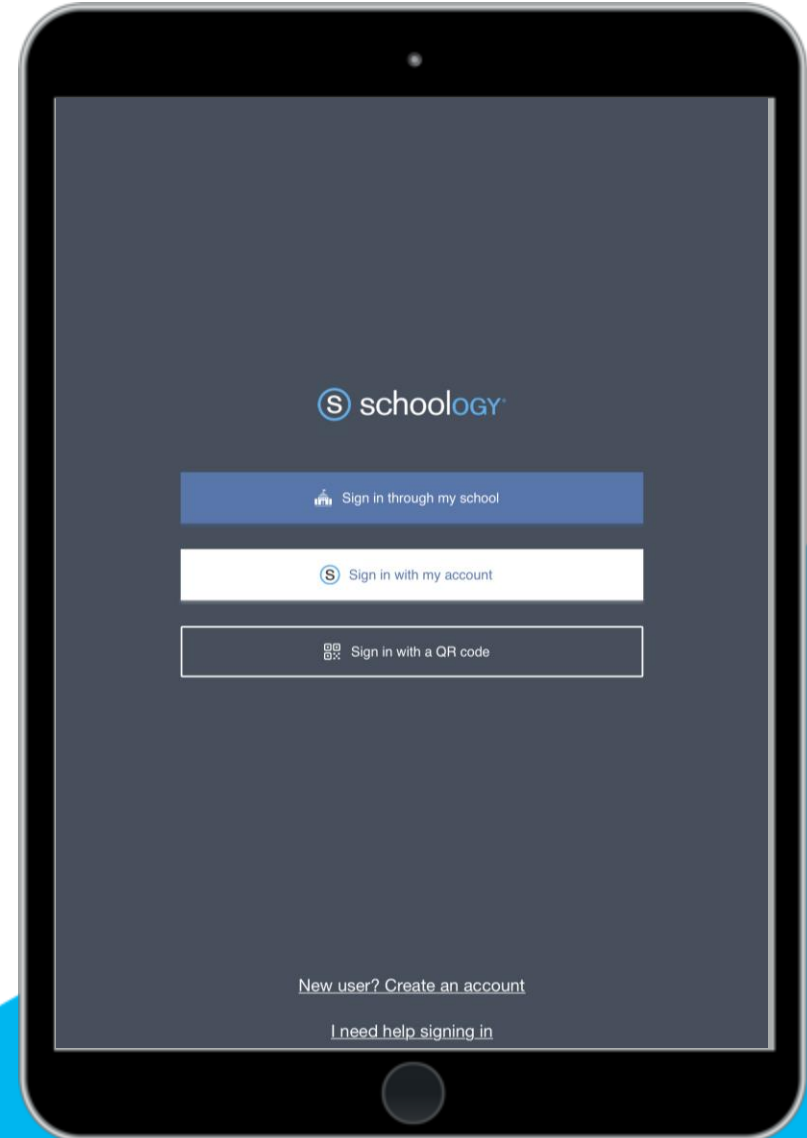 S schoology
Sign in through my school
S Sign in with my account
Sign in with a QR code
New user? Create an account
I need help signing in